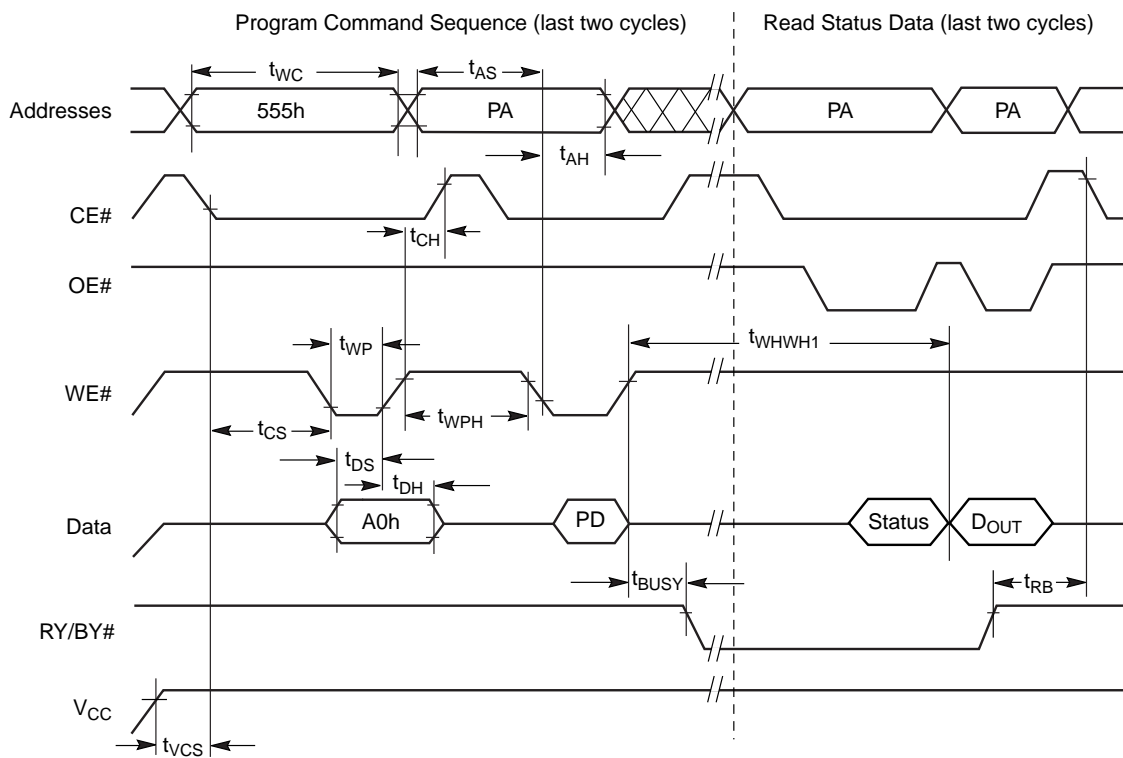 Program Command Sequence (last two cycles)
Read Status Data (last two cycles)
tWC
tAS
Addresses
555h
PA
PA
PA
tAH
CE#
tCH
OE#
tWHWH1
tWP
WE#
tWPH
tCS
tDS
tDH
Data
A0h
PD
Status
DOUT
tBUSY
tRB
RY/BY#
VCC
tVCS